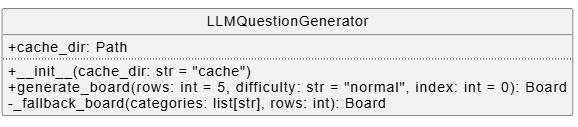 LLMQuestionGenerator
+cache_dir: Path
+__init__(cache_dir: str = "cache")
+generate_board(rows: int = 5, difficulty: str = "normal", index: int = 0): Board
-_fallback_board(categories: list[str], rows: int): Board